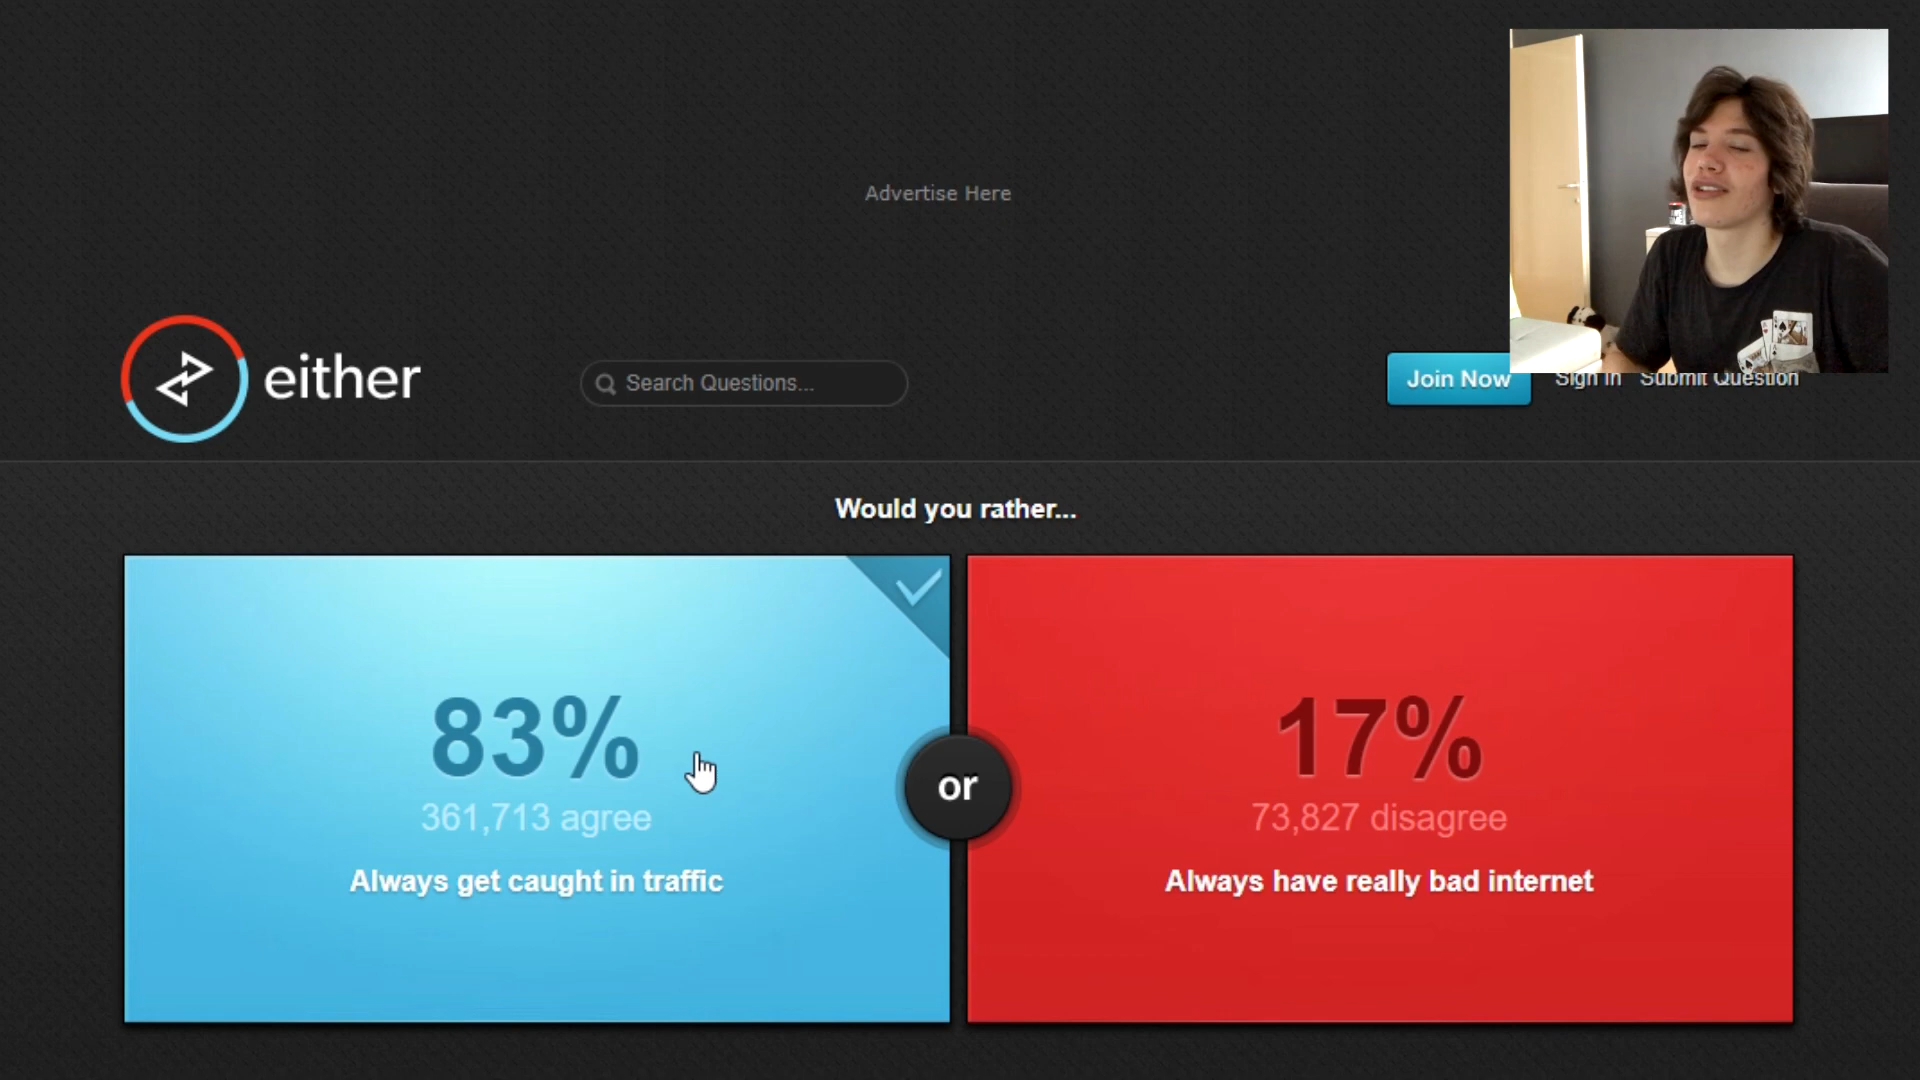 Advertise Here
either
Search Questions...
Join Now
Sign In
Submit Question
Would you rather...
83%
361,713 agree
Always get caught in traffic
or
17%
73,827 disagree
Always have really bad internet